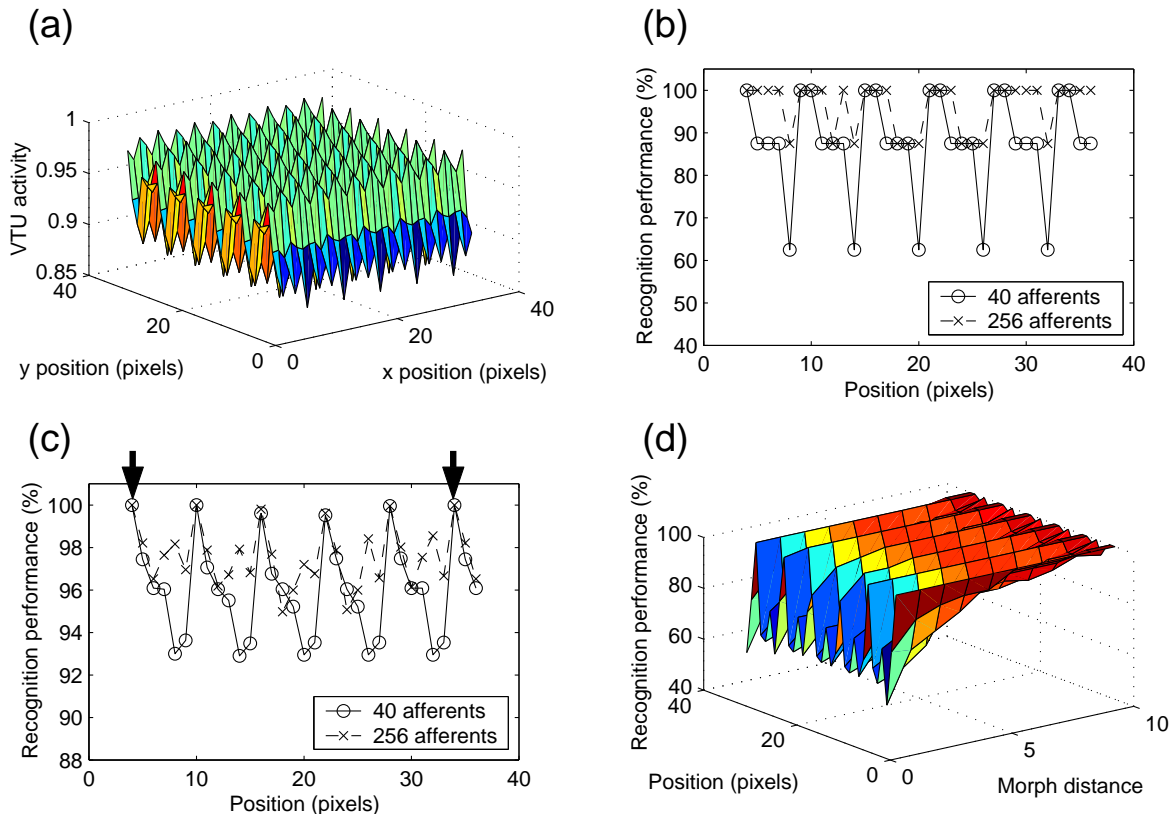 (a)
1
0.95
0.9
0.85
VTU activity
40
20
0
y position (pixels)
0
20
40
x position (pixels)
(b)
100
90
80
70
60
50
40
Recognition performance (%)
0
10
20
30
40
Position (pixels)
40 afferents
256 afferents
(c)
100
98
96
94
92
90
88
Recognition performance (%)
0
10
20
30
40
Position (pixels)
40 afferents
256 afferents
(d)
100
80
60
40
Recognition performance (%)
40
20
0
Position (pixels)
0
5
10
Morph distance